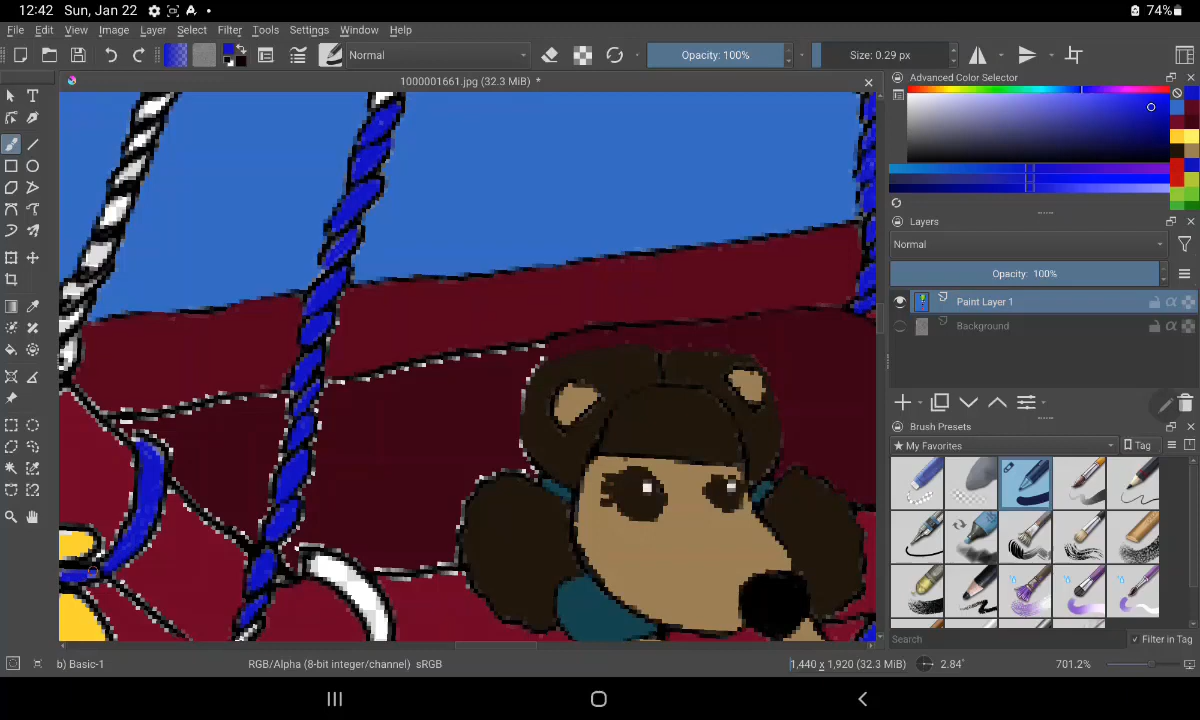 12:42 Sun, Jan 22
74%
File Edit View Image Layer Select Filter Tools Settings Window Help
Normal
Opacity: 100%
Size: 0.29 px
1000001661.jpg (32.3 MiB) *
Advanced Color Selector
Layers
Normal
Opacity: 100%
Paint Layer 1
Background
Brush Presets
My Favorites
Tag
Search
Filter in Tag
b) Basic-1
RGB/Alpha (8-bit integer/channel) sRGB
1,440 x 1,920 (32.3 MiB)
2.84°
701.2%